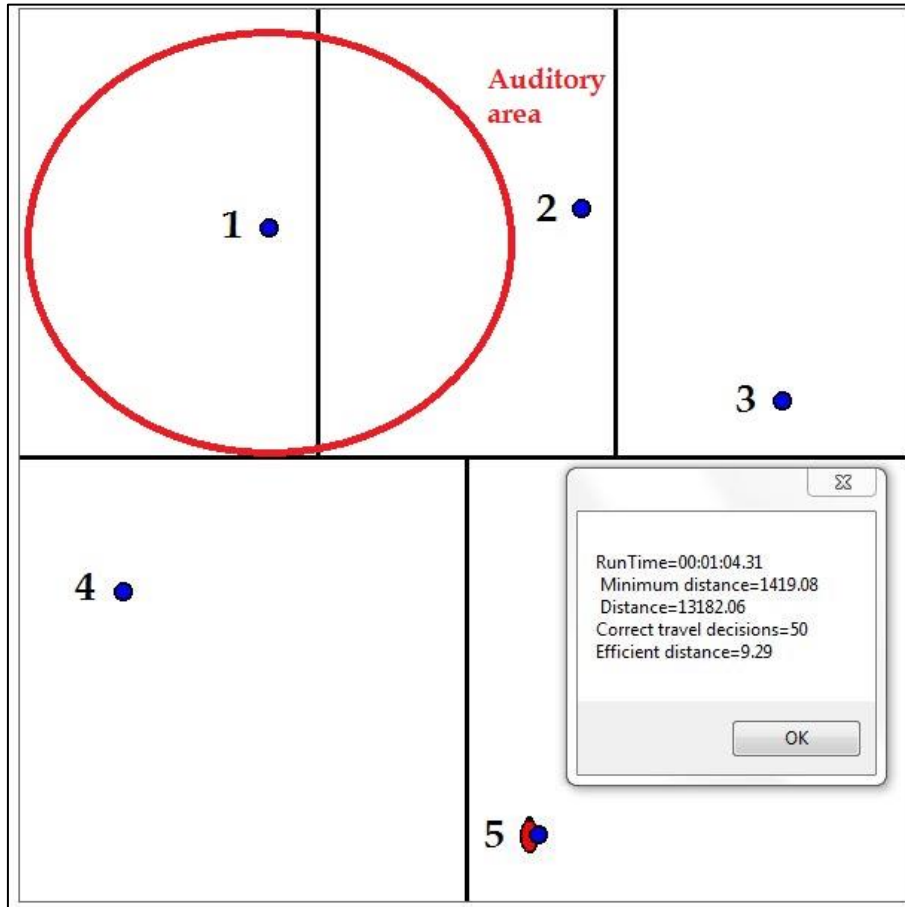 Auditory
area
1
2
3
4
5
RunTime=00:01:04.31
Minimum distance=1419.08
Distance=13182.06
Correct travel decisions=50
Efficient distance=9.29
OK